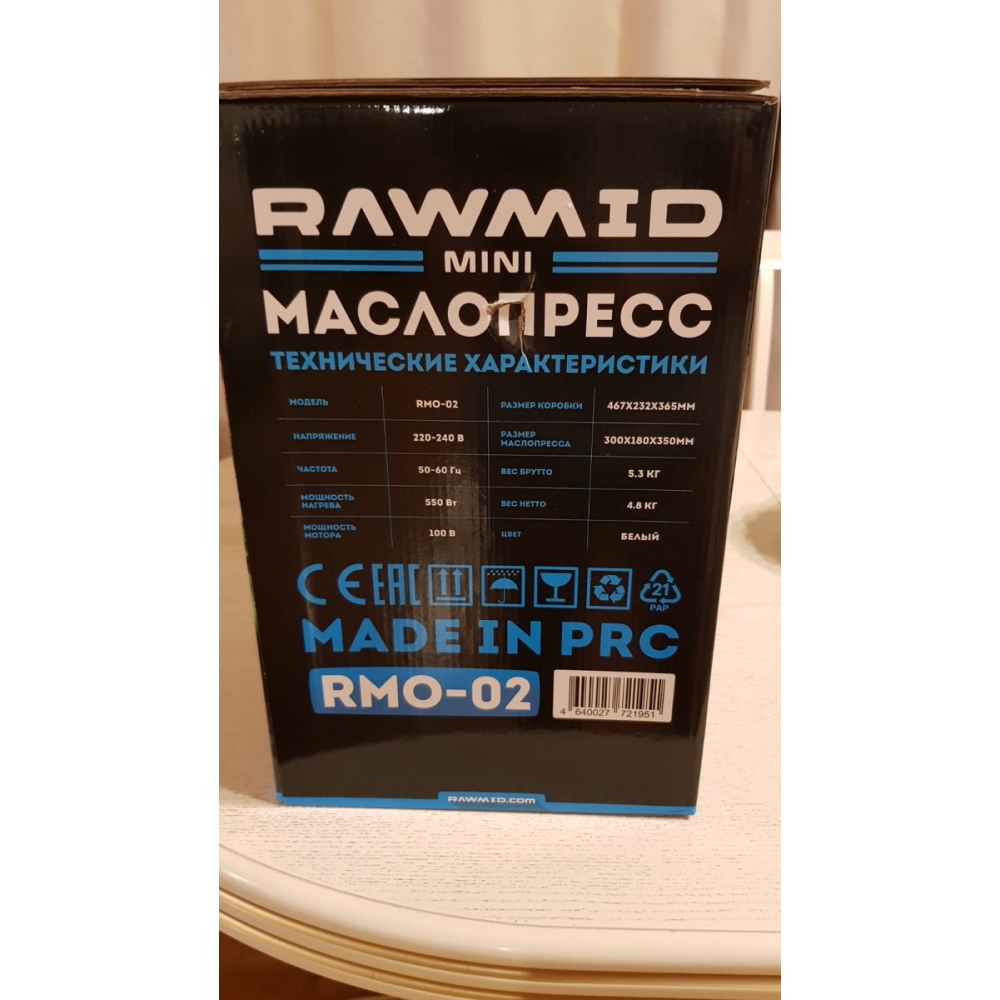 RAWMID
MINI
МАСЛОПРЕСС
ТЕХНИЧЕСКИЕ ХАРАКТЕРИСТИКИ
МОДЕЛЬ RMO-02 РАЗМЕР КОРОБКИ 467X232X365ММ
НАПРЯЖЕНИЕ 220-240 В РАЗМЕР МАСЛОПРЕССА 300X180X350ММ
ЧАСТОТА 50-60 Гц ВЕС БРУТТО 5.3 КГ
МОЩНОСТЬ НАГРЕВА 550 Вт ВЕС НЕТТО 4.8 КГ
МОЩНОСТЬ МОТОРА 100 В ЦВЕТ БЕЛЫЙ
CE EAC 21
PAP
MADE IN PRC
RMO-02
4 640027 721951
RAWMID.COM